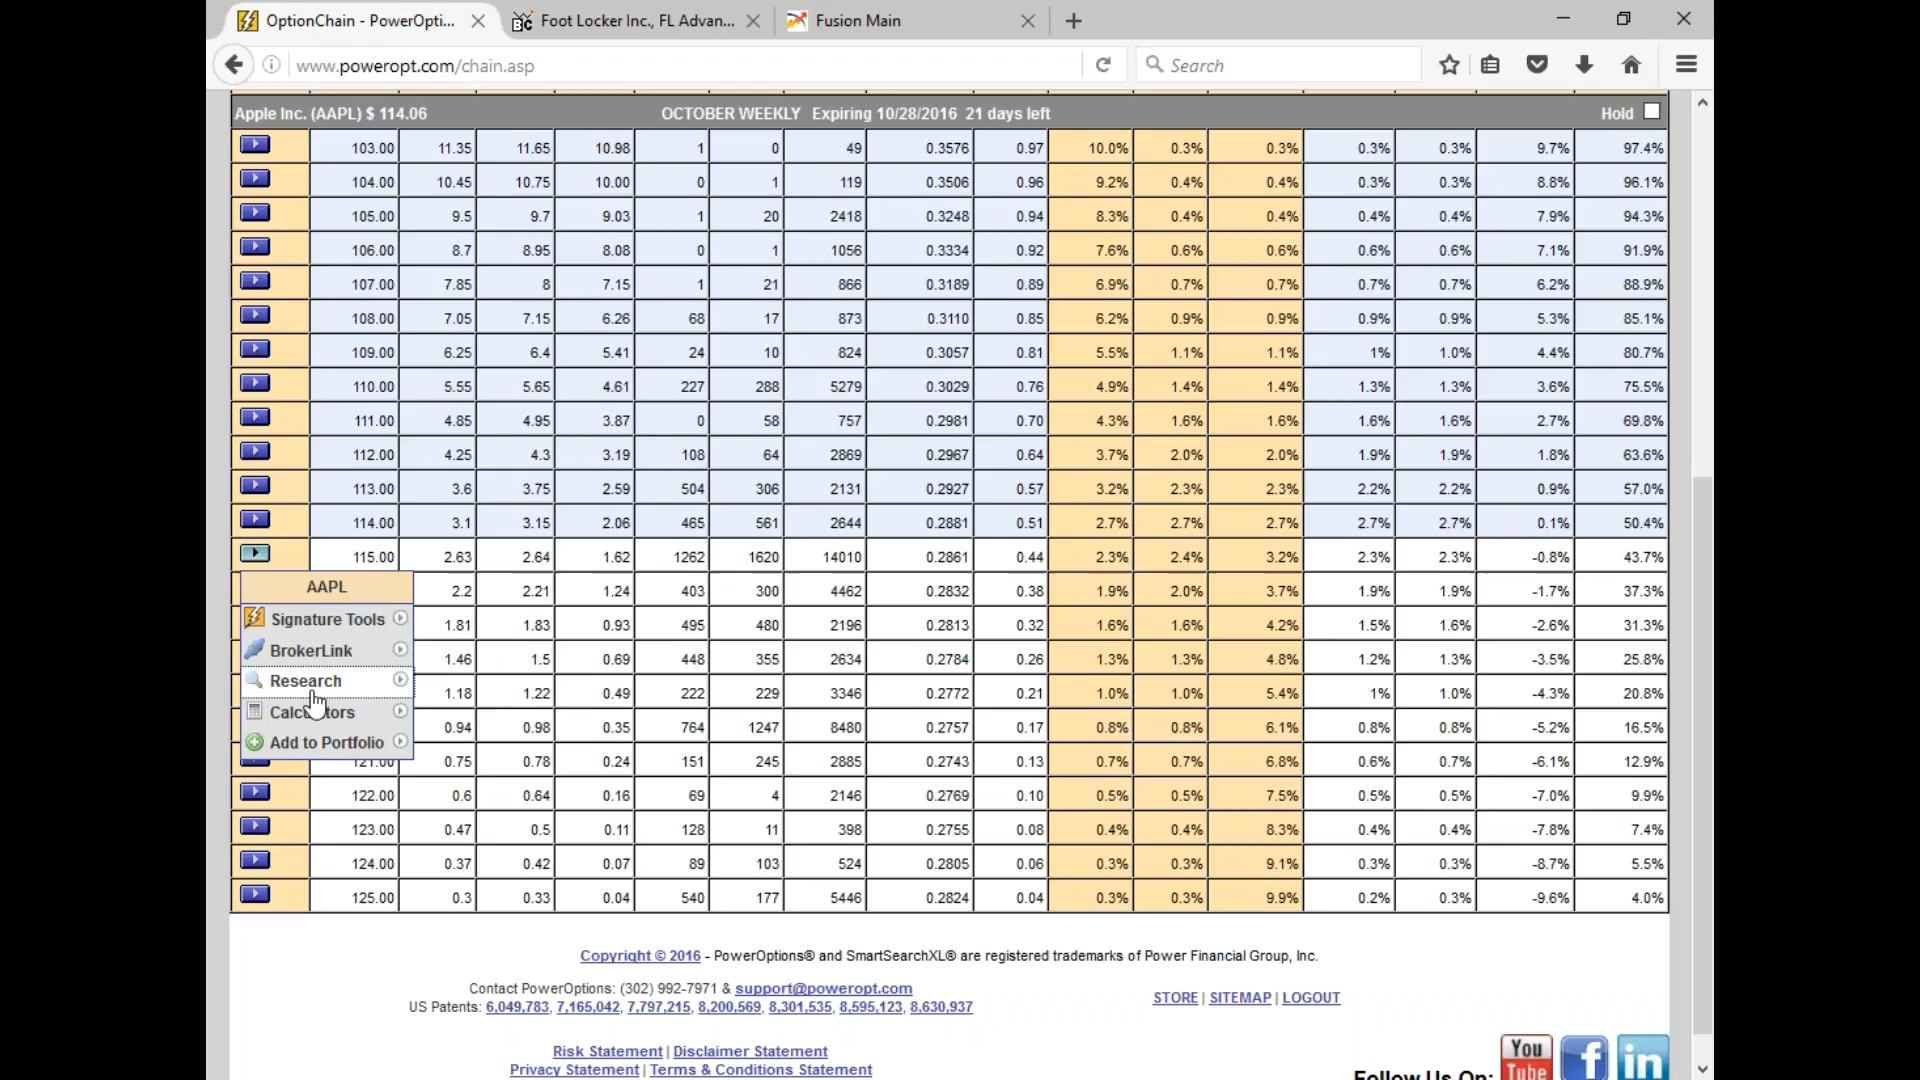 OptionChain - PowerOpti...
Foot Locker Inc., FL Advan...
Fusion Main
www.poweropt.com/chain.asp
Search
Apple Inc. (AAPL) $ 114.06 OCTOBER WEEKLY Expiring 10/28/2016 21 days left Hold
103.00 11.35 11.65 10.98 1 0 49 0.3576 0.97 10.0% 0.3% 0.3% 0.3% 0.3% 9.7% 97.4%
104.00 10.45 10.75 10.00 0 1 119 0.3506 0.96 9.2% 0.4% 0.4% 0.3% 0.3% 8.8% 96.1%
105.00 9.5 9.7 9.03 1 20 2418 0.3248 0.94 8.3% 0.4% 0.4% 0.4% 0.4% 7.9% 94.3%
106.00 8.7 8.95 8.08 0 1 1056 0.3334 0.92 7.6% 0.6% 0.6% 0.6% 0.6% 7.1% 91.9%
107.00 7.85 8 7.15 1 21 866 0.3189 0.89 6.9% 0.7% 0.7% 0.7% 0.7% 6.2% 88.9%
108.00 7.05 7.15 6.26 68 17 873 0.3110 0.85 6.2% 0.9% 0.9% 0.9% 0.9% 5.3% 85.1%
109.00 6.25 6.4 5.41 24 10 824 0.3057 0.81 5.5% 1.1% 1.1% 1% 1.0% 4.4% 80.7%
110.00 5.55 5.65 4.61 227 288 5279 0.3029 0.76 4.9% 1.4% 1.4% 1.3% 1.3% 3.6% 75.5%
111.00 4.85 4.95 3.87 0 58 757 0.2981 0.70 4.3% 1.6% 1.6% 1.6% 1.6% 2.7% 69.8%
112.00 4.25 4.3 3.19 108 64 2869 0.2967 0.64 3.7% 2.0% 2.0% 1.9% 1.9% 1.8% 63.6%
113.00 3.6 3.75 2.59 504 306 2131 0.2927 0.57 3.2% 2.3% 2.3% 2.2% 2.2% 0.9% 57.0%
114.00 3.1 3.15 2.06 465 561 2644 0.2881 0.51 2.7% 2.7% 2.7% 2.7% 2.7% 0.1% 50.4%
115.00 2.63 2.64 1.62 1262 1620 14010 0.2861 0.44 2.3% 2.4% 3.2% 2.3% 2.3% -0.8% 43.7%
AAPL 2.2 2.21 1.24 403 300 4462 0.2832 0.38 1.9% 2.0% 3.7% 1.9% 1.9% -1.7% 37.3%
Signature Tools 1.81 1.83 0.93 495 480 2196 0.2813 0.32 1.6% 1.6% 4.2% 1.5% 1.6% -2.6% 31.3%
BrokerLink 1.46 1.5 0.69 448 355 2634 0.2784 0.26 1.3% 1.3% 4.8% 1.2% 1.3% -3.5% 25.8%
Research 1.18 1.22 0.49 222 229 3346 0.2772 0.21 1.0% 1.0% 5.4% 1% 1.0% -4.3% 20.8%
Calculators 0.94 0.98 0.35 764 1247 8480 0.2757 0.17 0.8% 0.8% 6.1% 0.8% 0.8% -5.2% 16.5%
Add to Portfolio
121.00 0.75 0.78 0.24 151 245 2885 0.2743 0.13 0.7% 0.7% 6.8% 0.6% 0.7% -6.1% 12.9%
122.00 0.6 0.64 0.16 69 4 2146 0.2769 0.10 0.5% 0.5% 7.5% 0.5% 0.5% -7.0% 9.9%
123.00 0.47 0.5 0.11 128 11 398 0.2755 0.08 0.4% 0.4% 8.3% 0.4% 0.4% -7.8% 7.4%
124.00 0.37 0.42 0.07 89 103 524 0.2805 0.06 0.3% 0.3% 9.1% 0.3% 0.3% -8.7% 5.5%
125.00 0.3 0.33 0.04 540 177 5446 0.2824 0.04 0.3% 0.3% 9.9% 0.2% 0.3% -9.6% 4.0%
Copyright © 2016 - PowerOptions® and SmartSearchXL® are registered trademarks of Power Financial Group, Inc.
Contact PowerOptions: (302) 992-7971 & support@poweropt.com
STORE | SITEMAP | LOGOUT
US Patents: 6,049,783, 7,165,042, 7,797,215, 8,200,569, 8,301,535, 8,595,123, 8,630,937
Risk Statement | Disclaimer Statement
Privacy Statement | Terms & Conditions Statement
Follow Us On: You Tube f in